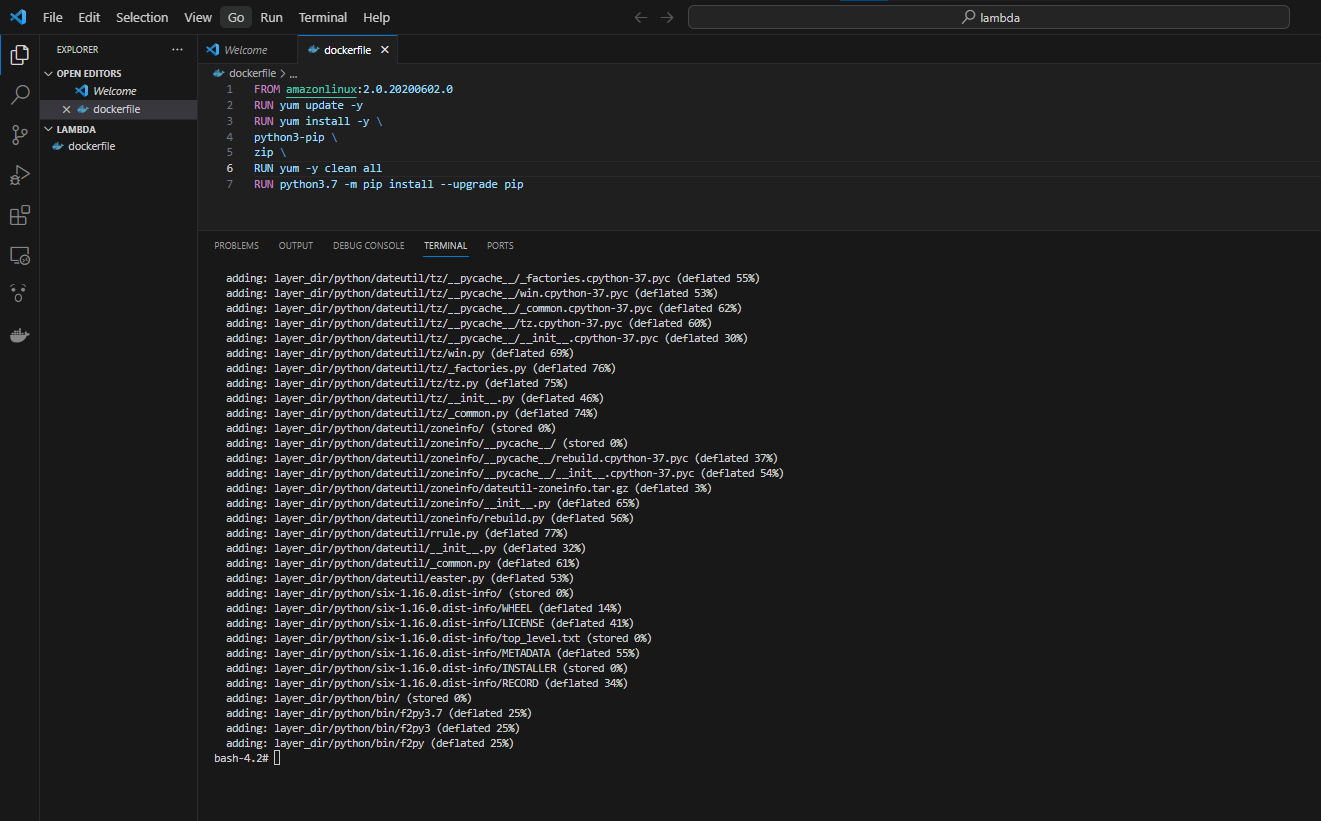 File Edit Selection View Go Run Terminal Help
lambda
EXPLORER
OPEN EDITORS
Welcome
dockerfile
LAMBDA
dockerfile
Welcome
dockerfile
dockerfile > ...
1 FROM amazonlinux:2.0.20200602.0
2 RUN yum update -y
3 RUN yum install -y \
4 python3-pip \
5 zip \
6 RUN yum -y clean all
7 RUN python3.7 -m pip install --upgrade pip
PROBLEMS OUTPUT DEBUG CONSOLE TERMINAL PORTS
adding: layer_dir/python/dateutil/tz/__pycache__/_factories.cpython-37.pyc (deflated 55%)
adding: layer_dir/python/dateutil/tz/__pycache__/win.cpython-37.pyc (deflated 53%)
adding: layer_dir/python/dateutil/tz/__pycache__/_common.cpython-37.pyc (deflated 62%)
adding: layer_dir/python/dateutil/tz/__pycache__/tz.cpython-37.pyc (deflated 60%)
adding: layer_dir/python/dateutil/tz/__pycache__/__init__.cpython-37.pyc (deflated 30%)
adding: layer_dir/python/dateutil/tz/win.py (deflated 69%)
adding: layer_dir/python/dateutil/tz/_factories.py (deflated 76%)
adding: layer_dir/python/dateutil/tz/tz.py (deflated 75%)
adding: layer_dir/python/dateutil/tz/__init__.py (deflated 46%)
adding: layer_dir/python/dateutil/tz/_common.py (deflated 74%)
adding: layer_dir/python/dateutil/zoneinfo/ (stored 0%)
adding: layer_dir/python/dateutil/zoneinfo/__pycache__/ (stored 0%)
adding: layer_dir/python/dateutil/zoneinfo/__pycache__/rebuild.cpython-37.pyc (deflated 37%)
adding: layer_dir/python/dateutil/zoneinfo/__pycache__/__init__.cpython-37.pyc (deflated 54%)
adding: layer_dir/python/dateutil/zoneinfo/dateutil-zoneinfo.tar.gz (deflated 3%)
adding: layer_dir/python/dateutil/zoneinfo/__init__.py (deflated 65%)
adding: layer_dir/python/dateutil/zoneinfo/rebuild.py (deflated 56%)
adding: layer_dir/python/dateutil/rrule.py (deflated 77%)
adding: layer_dir/python/dateutil/__init__.py (deflated 32%)
adding: layer_dir/python/dateutil/_common.py (deflated 61%)
adding: layer_dir/python/dateutil/easter.py (deflated 53%)
adding: layer_dir/python/six-1.16.0.dist-info/ (stored 0%)
adding: layer_dir/python/six-1.16.0.dist-info/WHEEL (deflated 14%)
adding: layer_dir/python/six-1.16.0.dist-info/LICENSE (deflated 41%)
adding: layer_dir/python/six-1.16.0.dist-info/top_level.txt (stored 0%)
adding: layer_dir/python/six-1.16.0.dist-info/METADATA (deflated 55%)
adding: layer_dir/python/six-1.16.0.dist-info/INSTALLER (stored 0%)
adding: layer_dir/python/six-1.16.0.dist-info/RECORD (deflated 34%)
adding: layer_dir/python/bin/ (stored 0%)
adding: layer_dir/python/bin/f2py3.7 (deflated 25%)
adding: layer_dir/python/bin/f2py3 (deflated 25%)
adding: layer_dir/python/bin/f2py (deflated 25%)
bash-4.2#